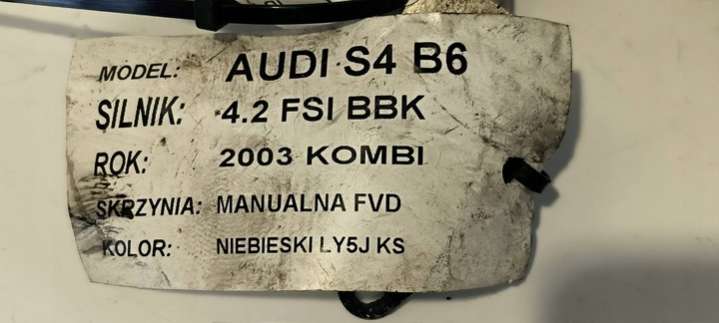 MODEL: AUDI S4 B6
SILNIK: 4.2 FSI BBK
ROK: 2003 KOMBI
SKRZYNIA: MANUALNA FVD
KOLOR: NIEBIESKI LY5J KS